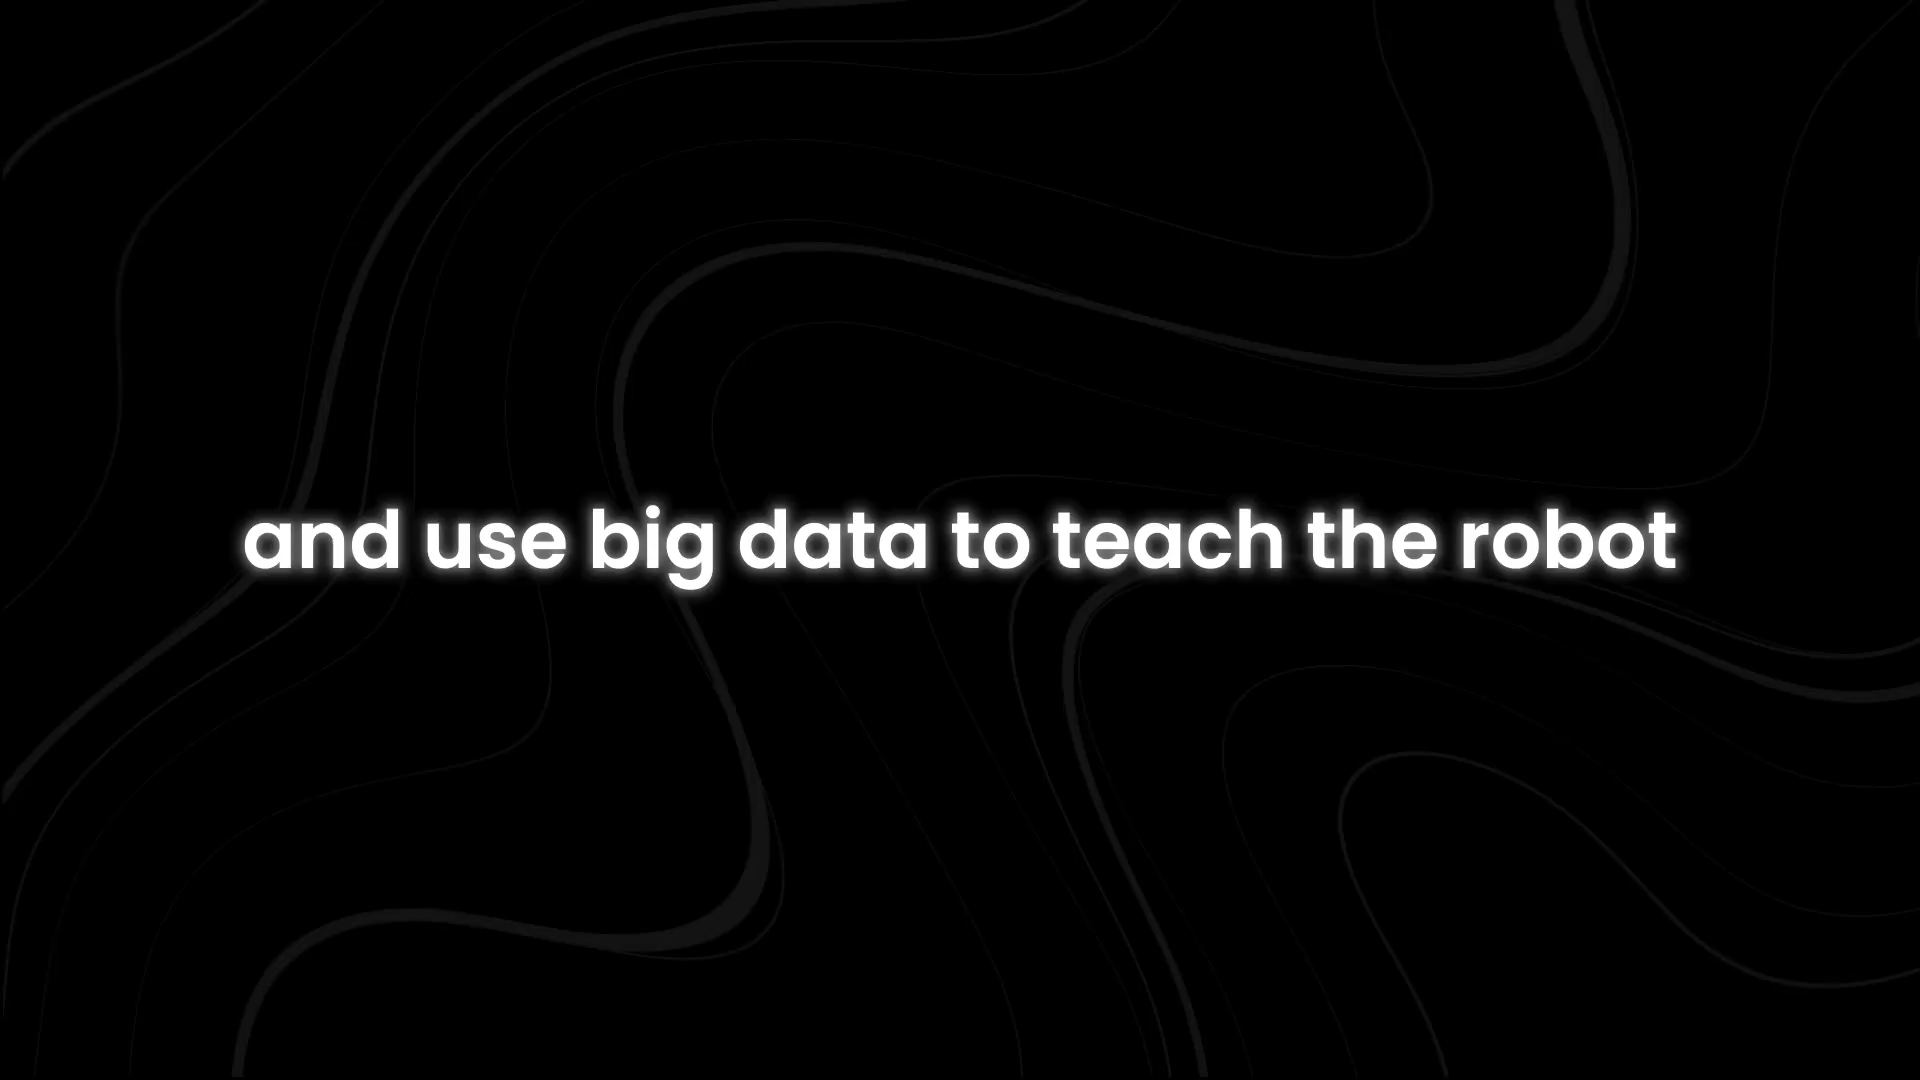 and use big data to teach the robot